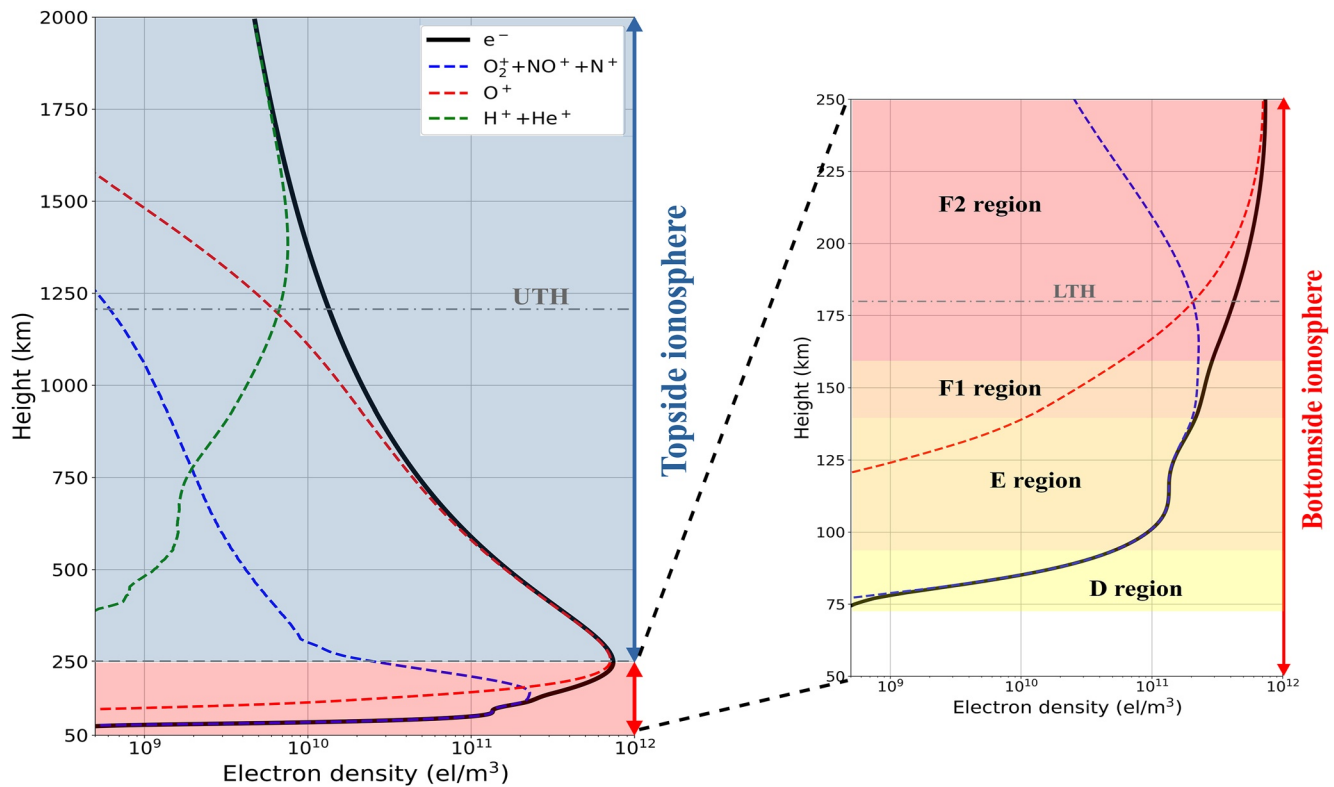 2000
1750
1500
1250
1000
750
500
250
50
Height (km)
10⁹
10¹⁰
10¹¹
10¹²
Electron density (el/m³)
e⁻
O₂⁺+NO⁺+N⁺
O⁺
H⁺+He⁺
UTH
Topside ionosphere
250
225
200
175
150
125
100
75
50
Height (km)
F2 region
LTH
F1 region
E region
D region
10⁹
10¹⁰
10¹¹
10¹²
Electron density (el/m³)
Bottomside ionosphere